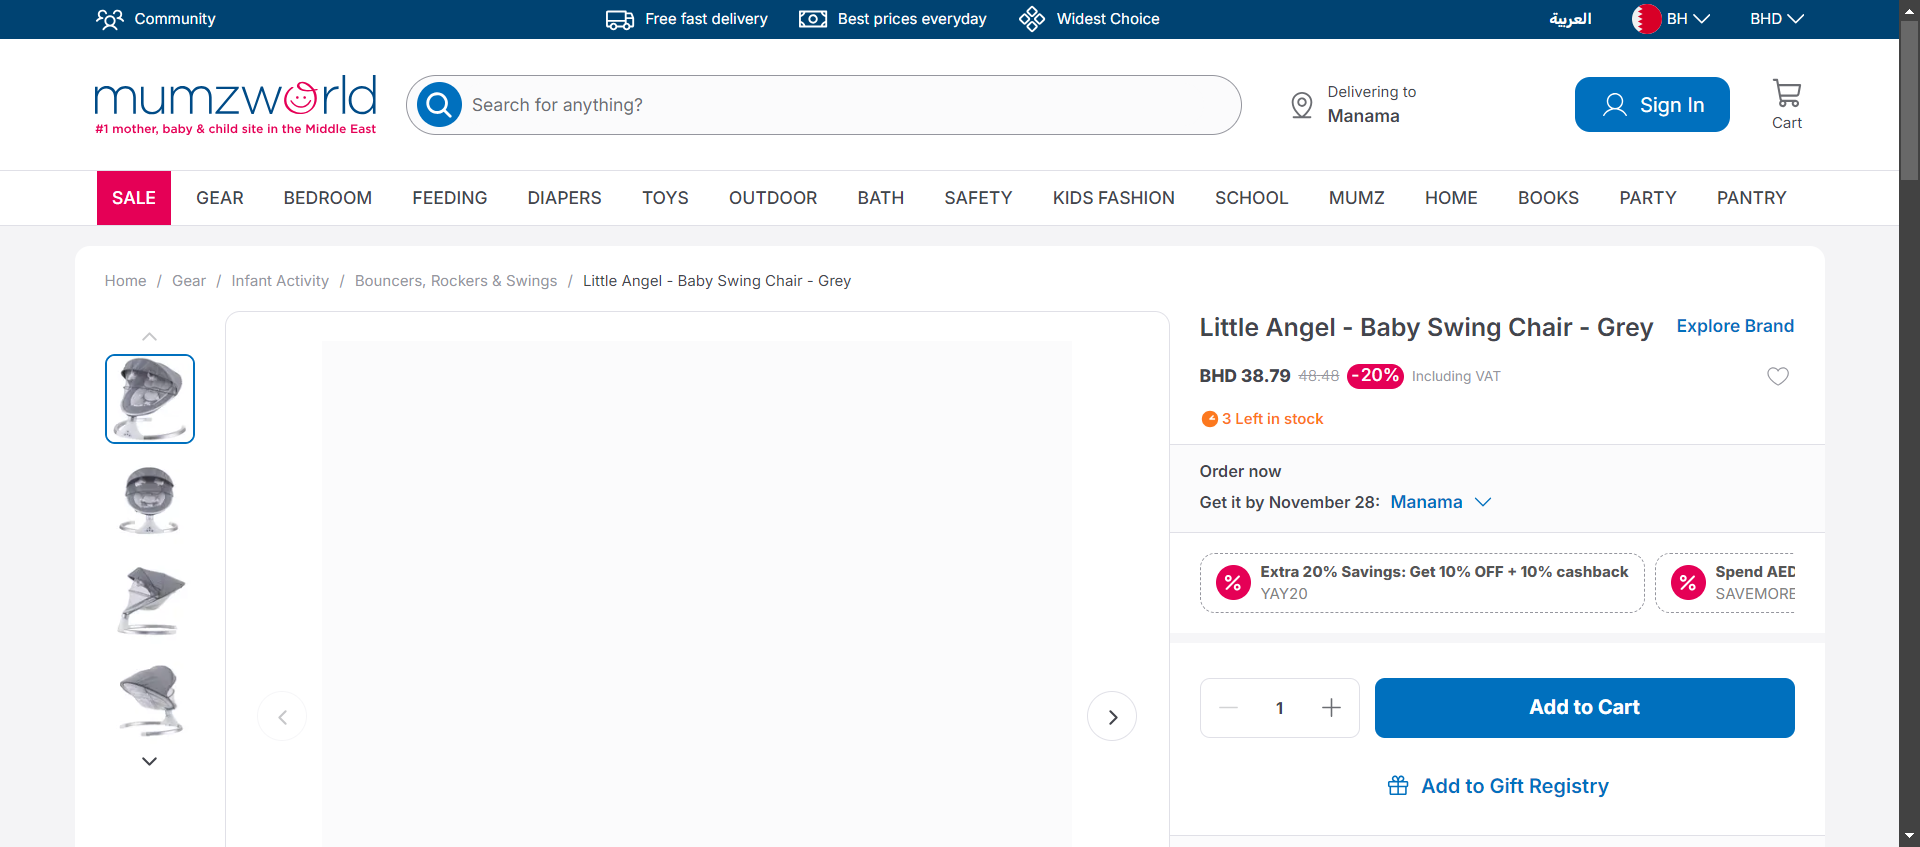 Community
Free fast delivery
Best prices everyday
Widest Choice
العربية
BH
BHD
mumzworld
#1 mother, baby & child site in the Middle East
Search for anything?
Delivering to
Manama
Sign In
Cart
SALE GEAR BEDROOM FEEDING DIAPERS TOYS OUTDOOR BATH SAFETY KIDS FASHION SCHOOL MUMZ HOME BOOKS PARTY PANTRY
Home / Gear / Infant Activity / Bouncers, Rockers & Swings / Little Angel - Baby Swing Chair - Grey
Little Angel - Baby Swing Chair - Grey
Explore Brand
BHD 38.79 48.48 -20% Including VAT
3 Left in stock
Order now
Get it by November 28: Manama
Extra 20% Savings: Get 10% OFF + 10% cashback
YAY20
Spend AED
SAVEMORE
1
Add to Cart
Add to Gift Registry